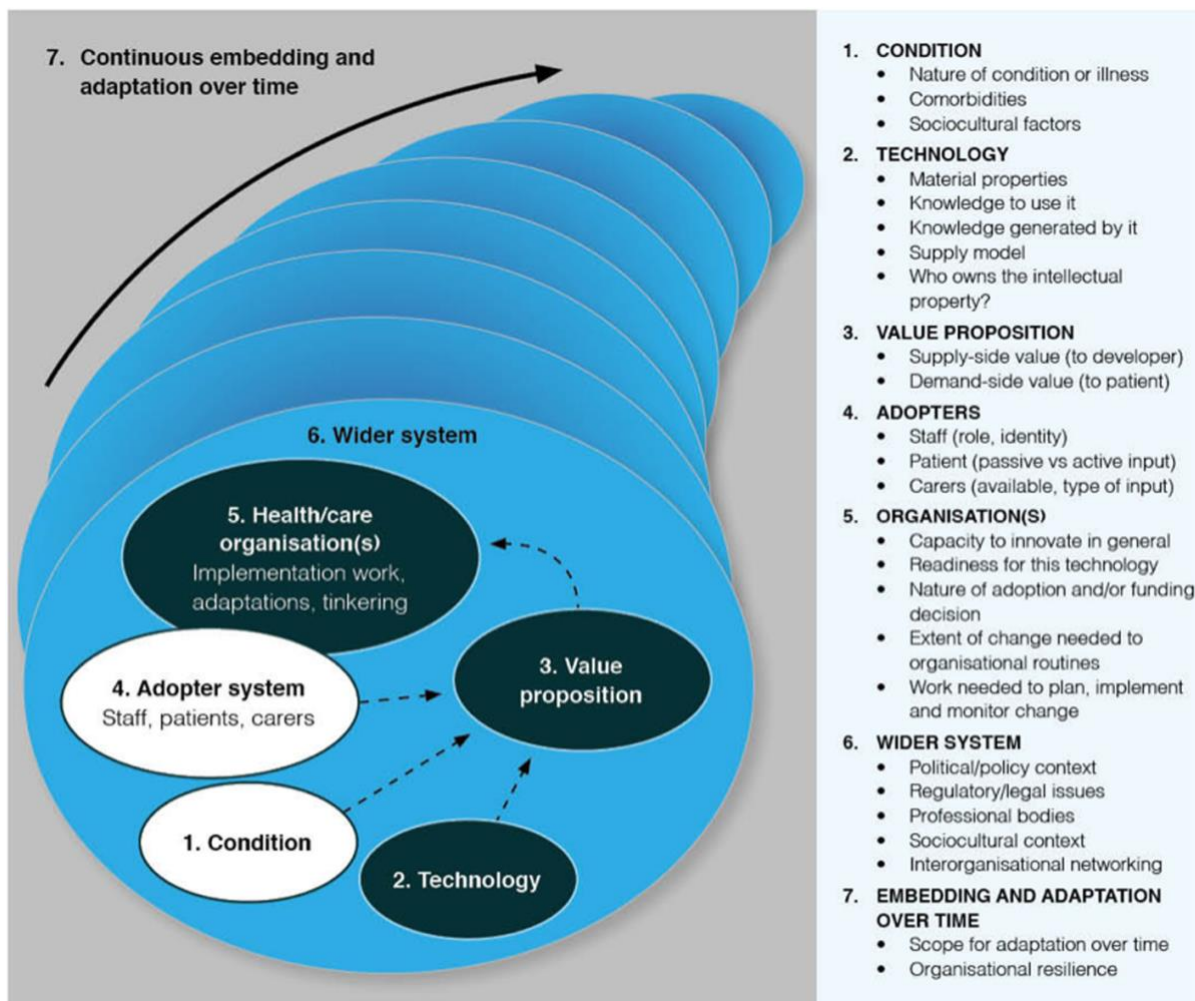 7. Continuous embedding and
adaptation over time
6. Wider system
5. Health/care
organisation(s)
Implementation work,
adaptations, tinkering
3. Value
proposition
4. Adopter system
Staff, patients, carers
1. Condition
2. Technology
1. CONDITION
• Nature of condition or illness
• Comorbidities
• Sociocultural factors
2. TECHNOLOGY
• Material properties
• Knowledge to use it
• Knowledge generated by it
• Supply model
• Who owns the intellectual
property?
3. VALUE PROPOSITION
• Supply-side value (to developer)
• Demand-side value (to patient)
4. ADOPTERS
• Staff (role, identity)
• Patient (passive vs active input)
• Carers (available, type of input)
5. ORGANISATION(S)
• Capacity to innovate in general
• Readiness for this technology
• Nature of adoption and/or funding
decision
• Extent of change needed to
organisational routines
• Work needed to plan, implement
and monitor change
6. WIDER SYSTEM
• Political/policy context
• Regulatory/legal issues
• Professional bodies
• Sociocultural context
• Interorganisational networking
7. EMBEDDING AND ADAPTATION
OVER TIME
• Scope for adaptation over time
• Organisational resilience